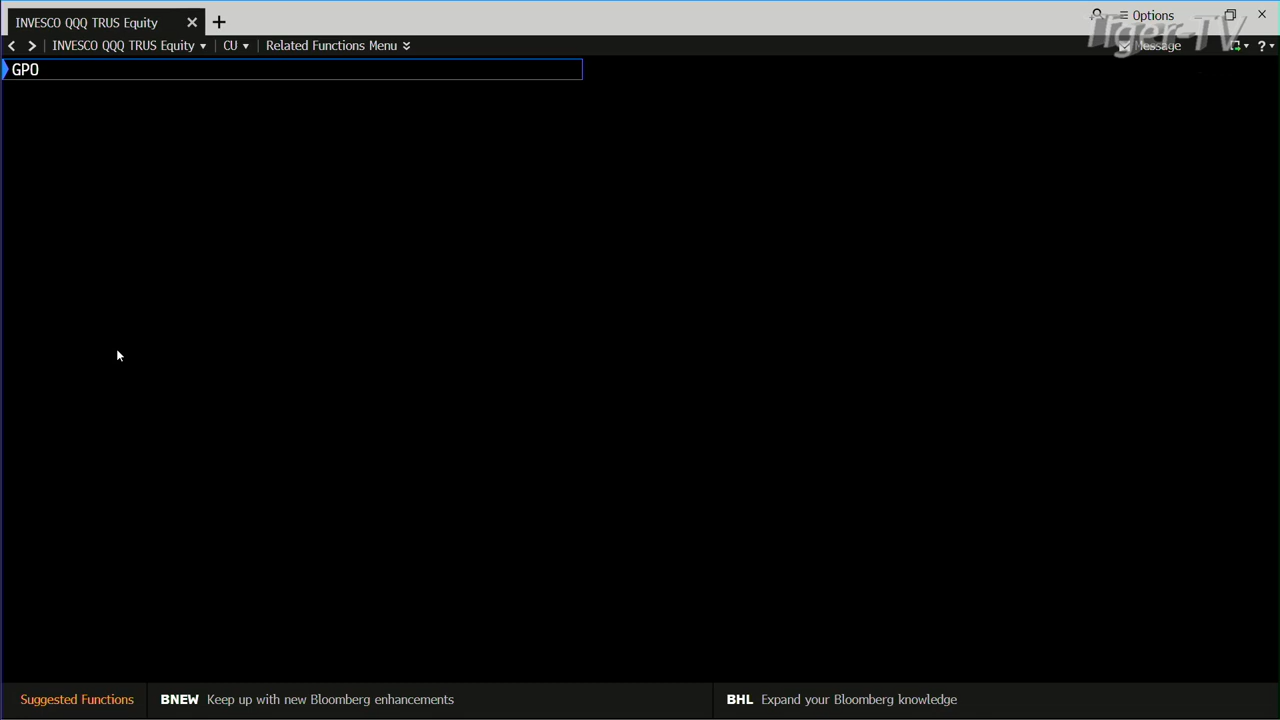 INVESCO QQQ TRUS Equity
Options
INVESCO QQQ TRUS Equity CU Related Functions Menu Message ?
Tiger-TV
GPO
Suggested Functions BNEW Keep up with new Bloomberg enhancements BHL Expand your Bloomberg knowledge